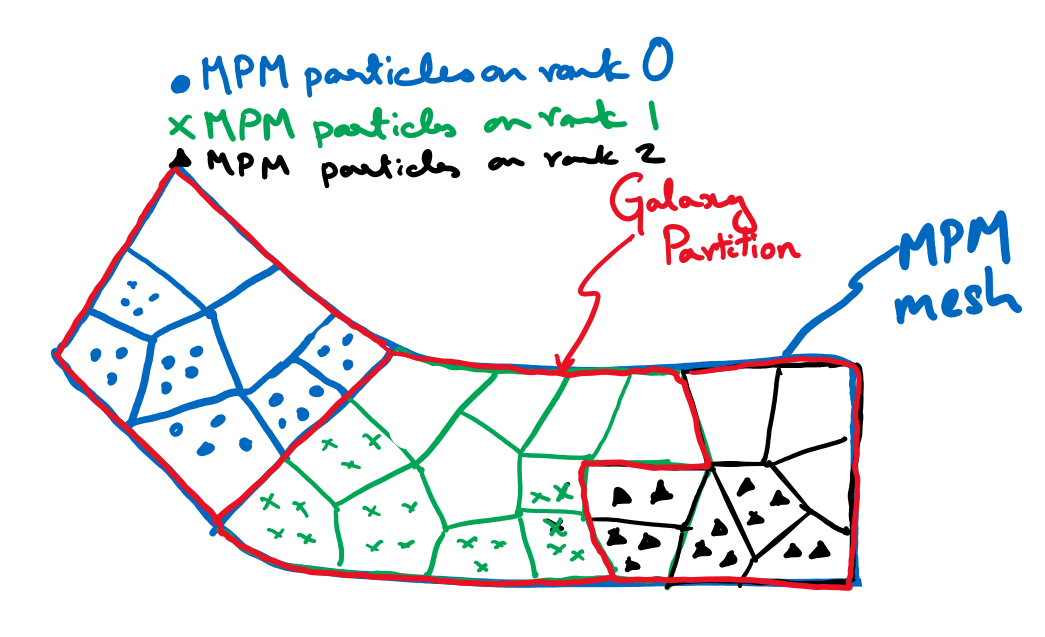 MPM particles on rank 0
MPM particles on rank 1
MPM particles on rank 2
Galaxy
Partition
MPM
mesh